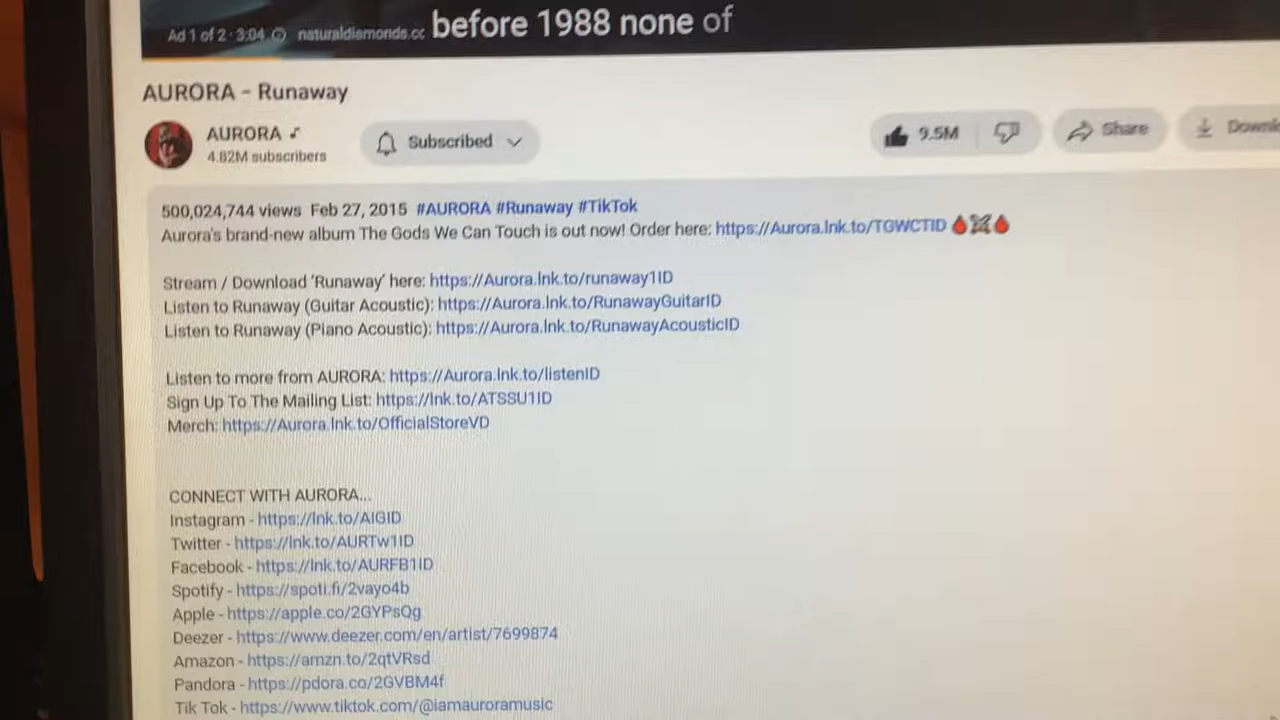 before 1988 none of
Ad 1 of 2 · 3:04 naturaldiamonds.cc
AURORA - Runaway
AURORA
4.82M subscribers
Subscribed
9.5M
Share
500,024,744 views Feb 27, 2015 #AURORA #Runaway #TikTok
Aurora's brand-new album The Gods We Can Touch is out now! Order here: https://Aurora.lnk.to/TGWCTID 🩸🩸
Stream / Download 'Runaway' here: https://Aurora.lnk.to/runaway1ID
Listen to Runaway (Guitar Acoustic): https://Aurora.lnk.to/RunawayGuitarID
Listen to Runaway (Piano Acoustic): https://Aurora.lnk.to/RunawayAcousticID
Listen to more from AURORA: https://Aurora.lnk.to/listenID
Sign Up To The Mailing List: https://lnk.to/ATSSU1ID
Merch: https://Aurora.lnk.to/OfficialStoreVD
CONNECT WITH AURORA...
Instagram - https://lnk.to/AIGID
Twitter - https://lnk.to/AURTw1ID
Facebook - https://lnk.to/AURFB1ID
Spotify - https://spoti.fi/2vayo4b
Apple - https://apple.co/2GYPsQg
Deezer - https://www.deezer.com/en/artist/7699874
Amazon - https://amzn.to/2qtVRsd
Pandora - https://pdora.co/2GVBM4f
Tik Tok - https://www.tiktok.com/@iamauroramusic